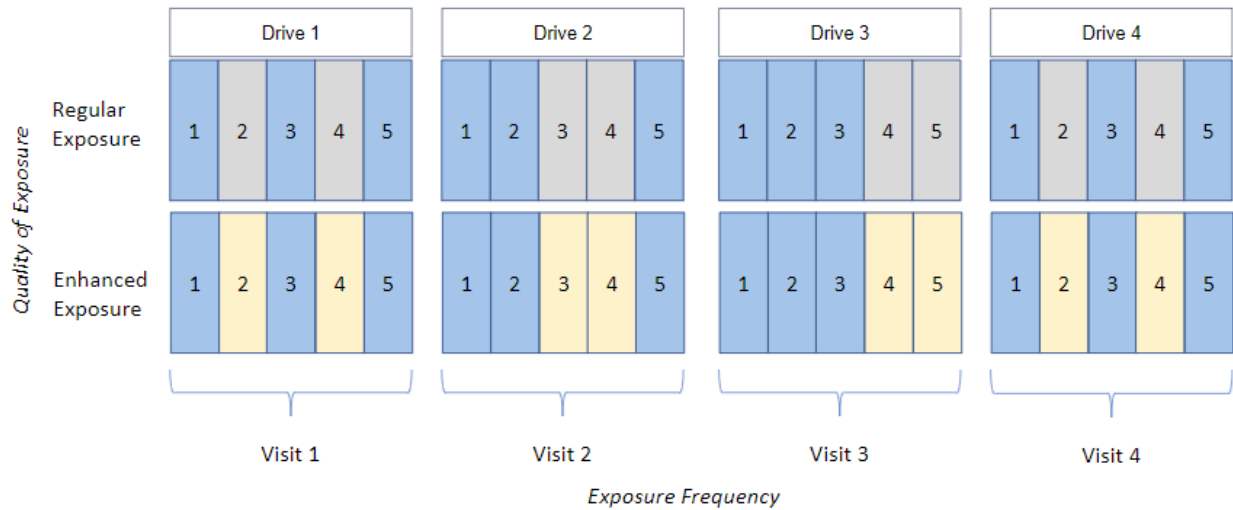 Drive 1 Drive 2 Drive 3 Drive 4
Quality of Exposure
Regular
Exposure
1 2 3 4 5 1 2 3 4 5 1 2 3 4 5 1 2 3 4 5
Enhanced
Exposure
1 2 3 4 5 1 2 3 4 5 1 2 3 4 5 1 2 3 4 5
Visit 1 Visit 2 Visit 3 Visit 4
Exposure Frequency